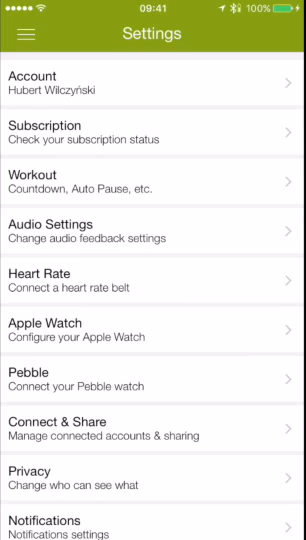 09:41
100%
Settings
Account
Hubert Wilczyński
Subscription
Check your subscription status
Workout
Countdown, Auto Pause, etc.
Audio Settings
Change audio feedback settings
Heart Rate
Connect a heart rate belt
Apple Watch
Configure your Apple Watch
Pebble
Connect your Pebble watch
Connect & Share
Manage connected accounts & sharing
Privacy
Change who can see what
Notifications
Notifications settings